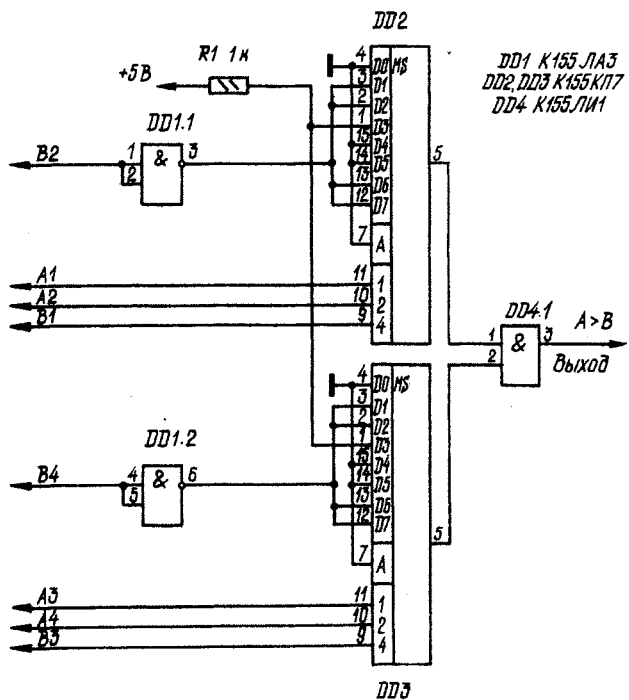 DD2
R1 1к
+5В
DD1 К155 ЛА3
DD2, DD3 К155 КП7
DD4 К155 ЛИ1
4 D0 MS
3 D1
2 D2
1 D3
15 D4
14 D5
13 D6
12 D7
7 A
11 1
10 2
9 4
5
DD1.1
B2
1 & 3
2
A1
A2
B1
DD4.1
1 & 3
2
A>B
Выход
4 D0 MS
3 D1
2 D2
1 D3
15 D4
14 D5
13 D6
12 D7
7 A
11 1
10 2
9 4
5
DD1.2
B4
4 & 6
5
A3
A4
B3
DD3